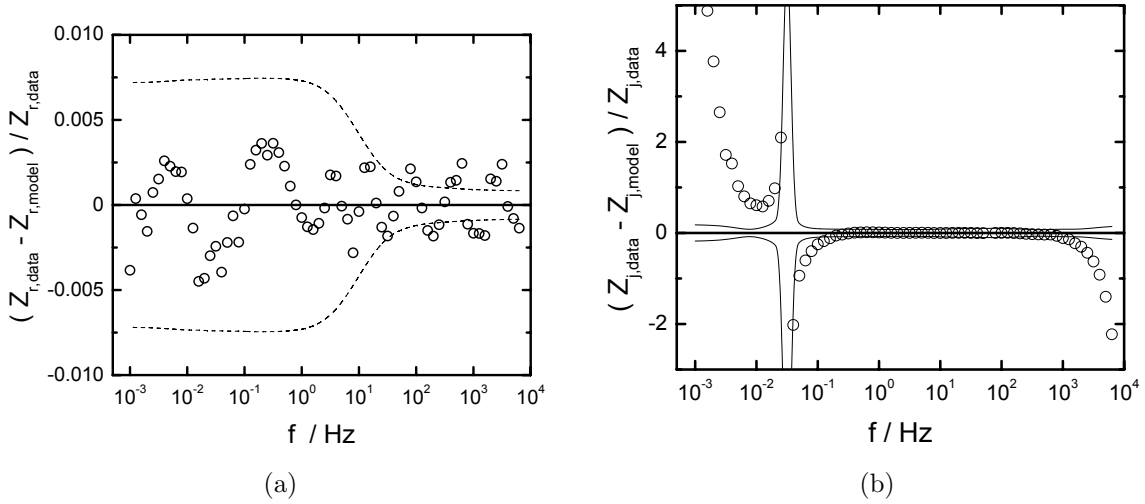 ( Z_r,data - Z_r,model ) / Z_r,data
0.010
0.005
0
-0.005
-0.010
10^-3 10^-2 10^-1 10^0 10^1 10^2 10^3 10^4
f / Hz
(a)
( Z_j,data - Z_j,model ) / Z_j,data
4
2
0
-2
10^-3 10^-2 10^-1 10^0 10^1 10^2 10^3 10^4
f / Hz
(b)